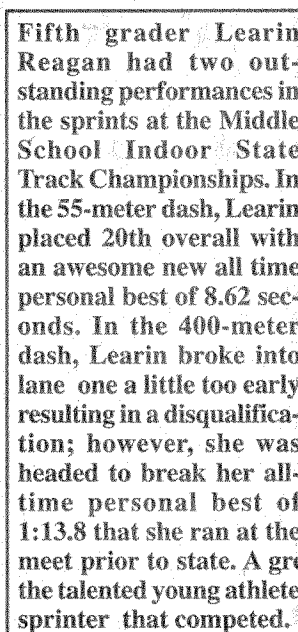 Fifth grader Learin
Reagan had two out-
standing performances in
the sprints at the Middle
School Indoor State
Track Championships. In
the 55-meter dash, Learin
placed 20th overall with
an awesome new all time
personal best of 8.62 sec-
onds. In the 400-meter
dash, Learin broke into
lane one a little too early
resulting in a disqualifica-
tion; however, she was
headed to break her all-
time personal best of
1:13.8 that she ran at the
meet prior to state. A gre
the talented young athlete
sprinter that competed.